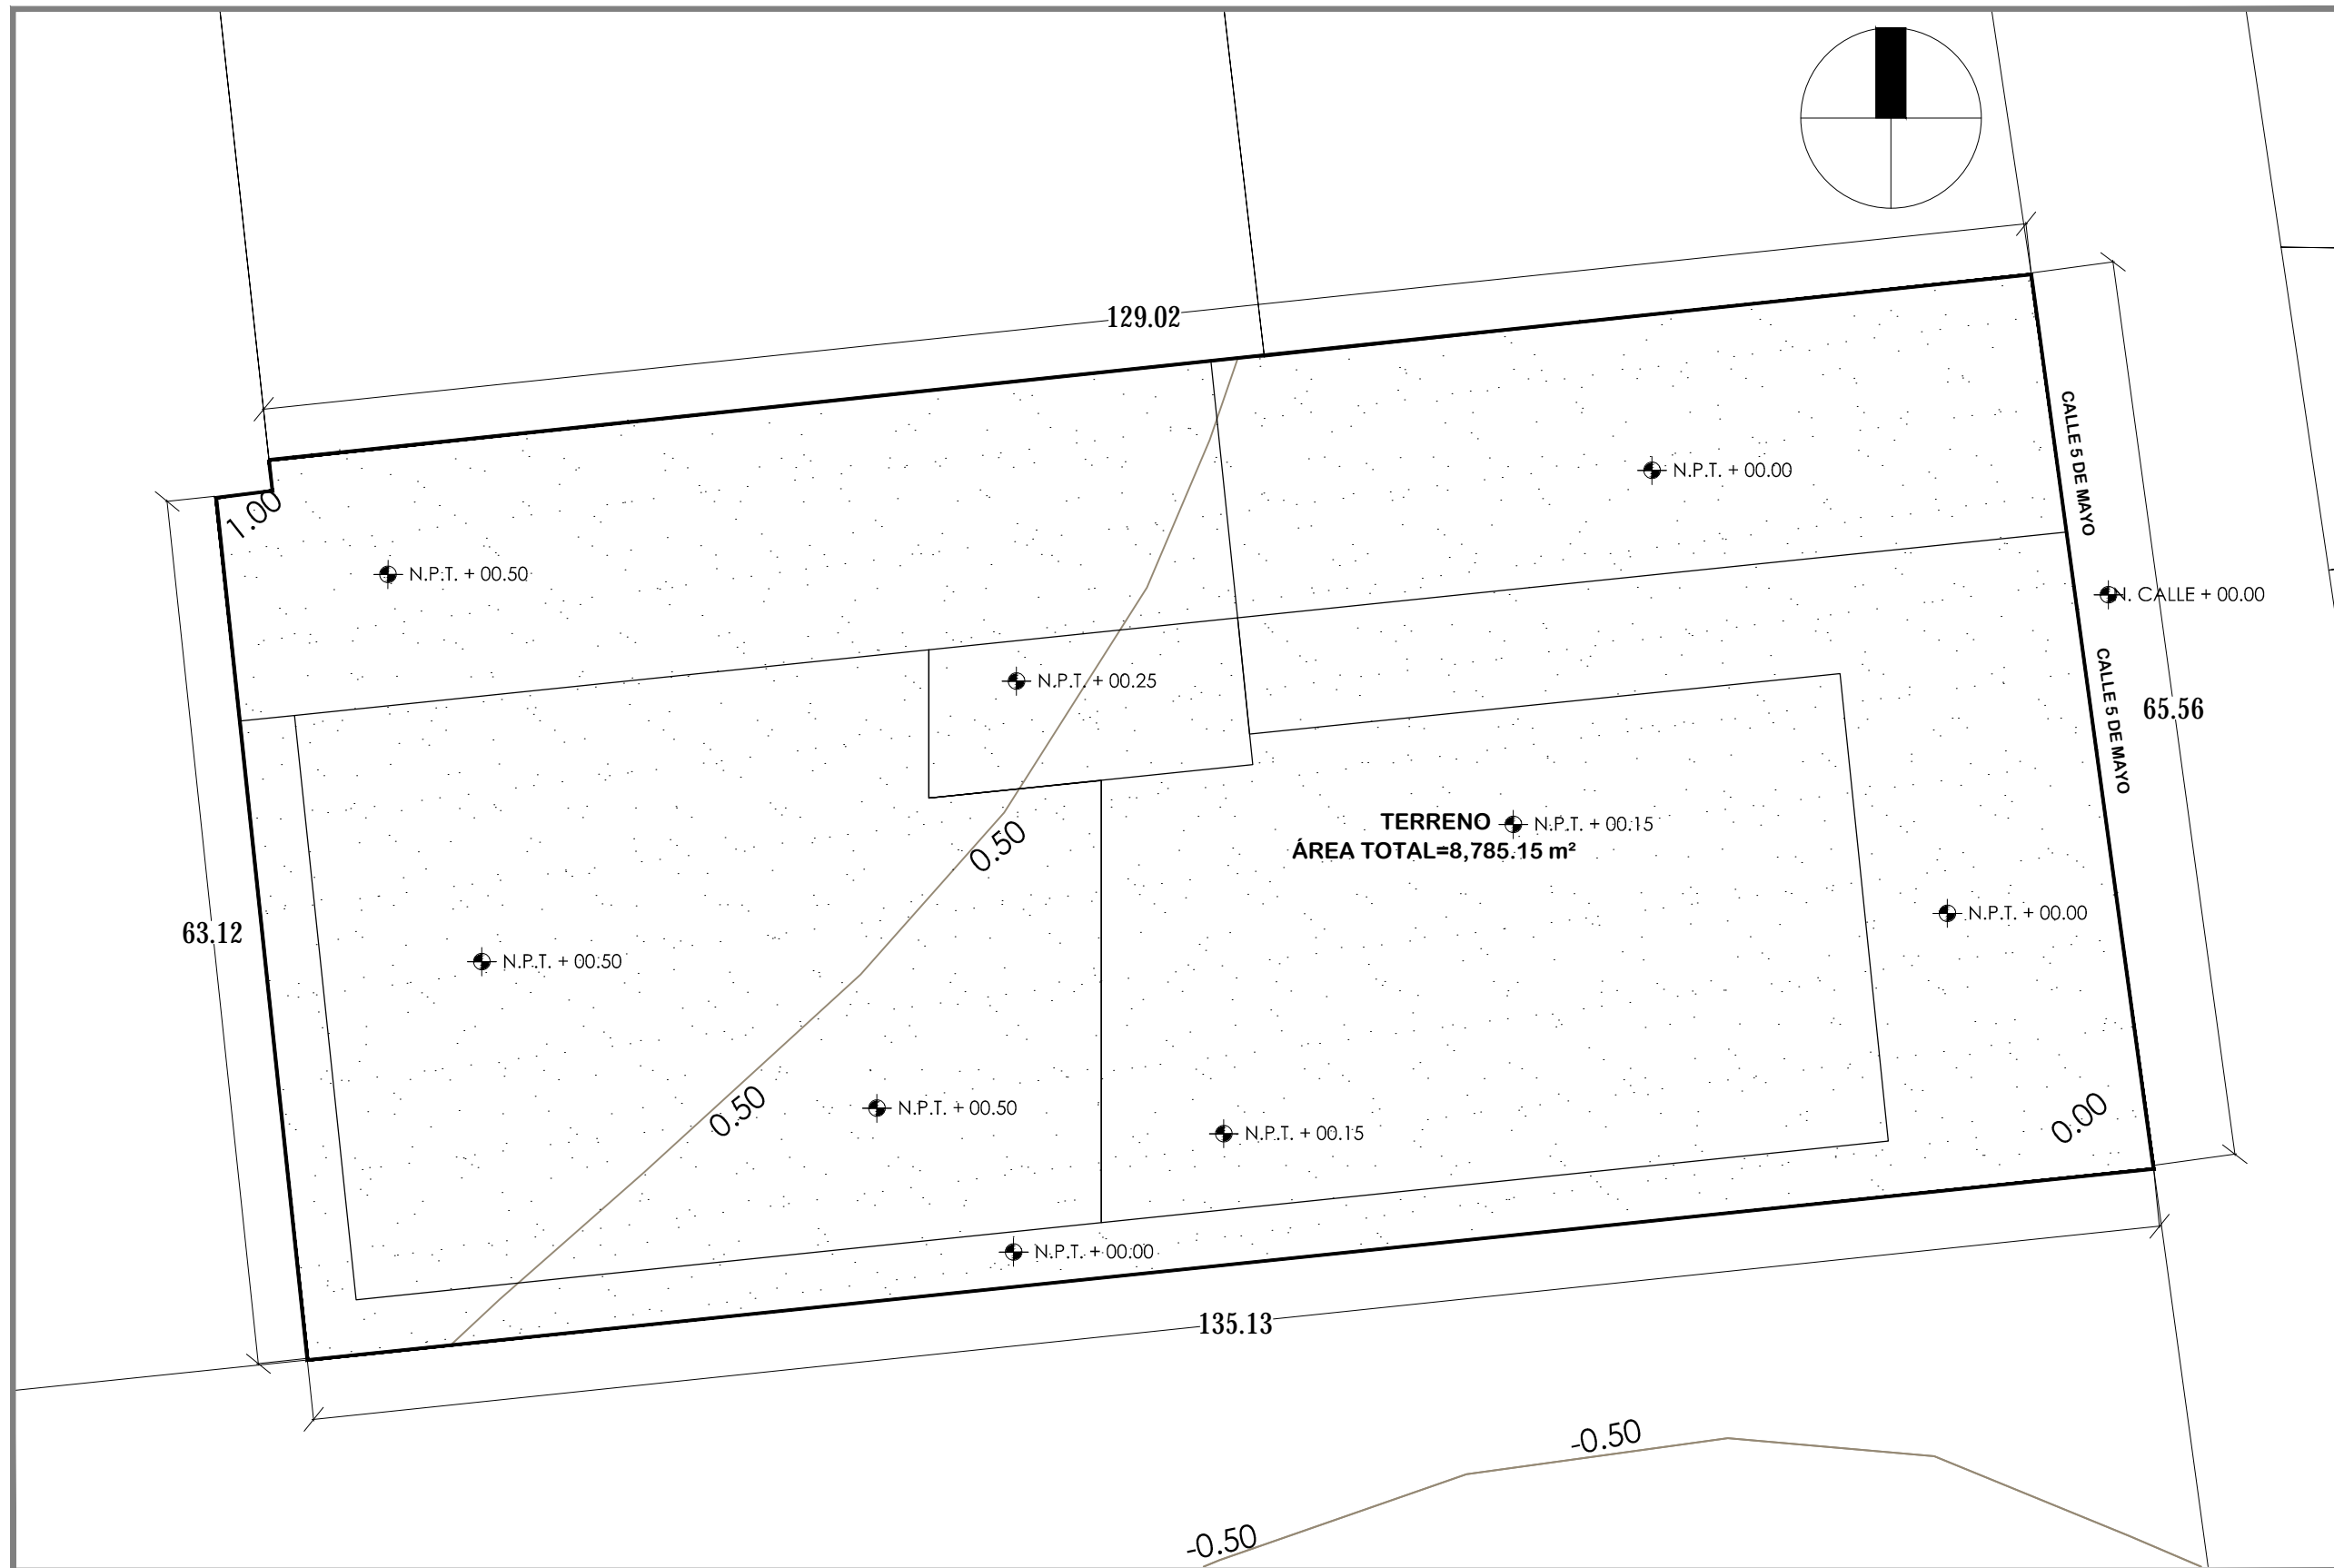 129.02
CALLE 5 DE MAYO
N.P.T. + 00.00
1.00
N.P.T. + 00.50
N. CALLE + 00.00
N.P.T. + 00.25
CALLE 5 DE MAYO
65.56
TERRENO
N.P.T. + 00.15
ÁREA TOTAL=8,785.15 m²
0.50
N.P.T. + 00.00
63.12
N.P.T. + 00.50
0.50
N.P.T. + 00.50
N.P.T. + 00.15
0.00
N.P.T. + 00.00
135.13
-0.50
-0.50